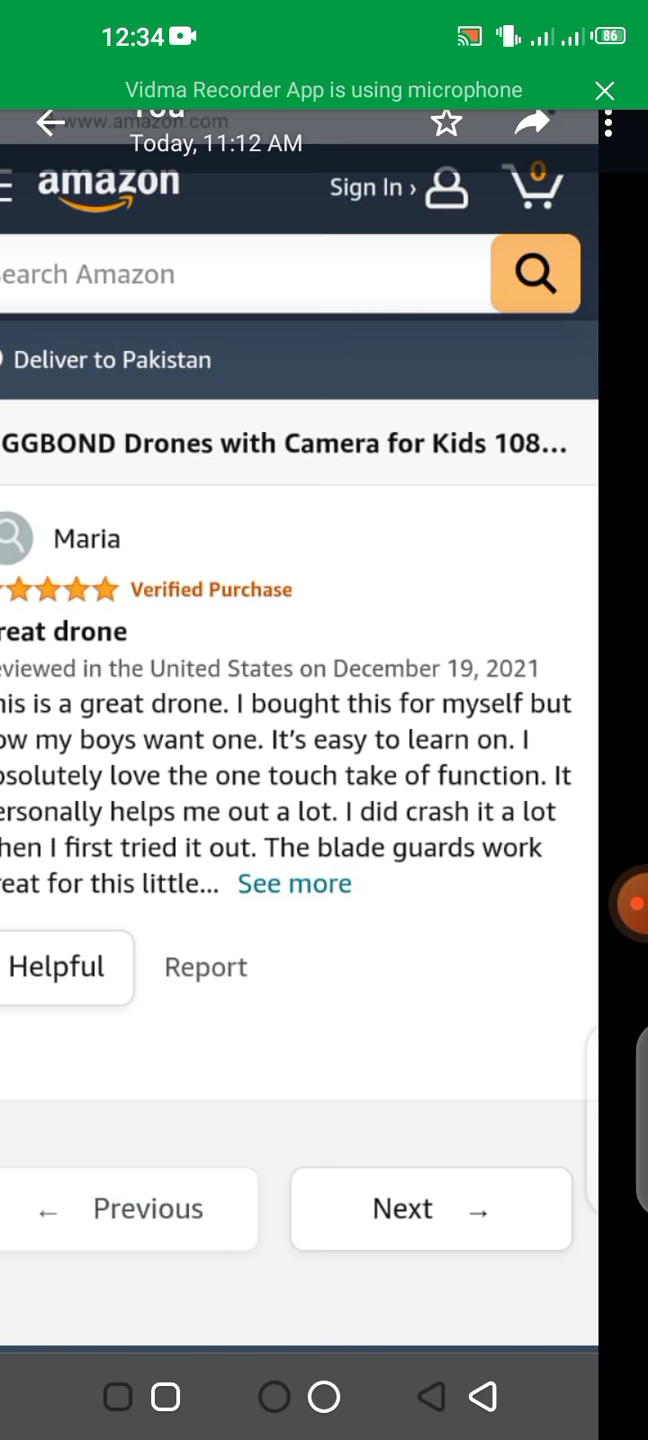 12:34
86
Vidma Recorder App is using microphone
You
www.amazon.com
Today, 11:12 AM
amazon
Sign In ›
0
earch Amazon
Deliver to Pakistan
GGBOND Drones with Camera for Kids 108...
Maria
Verified Purchase
reat drone
eviewed in the United States on December 19, 2021
his is a great drone. I bought this for myself but
ow my boys want one. It’s easy to learn on. I
bsolutely love the one touch take of function. It
ersonally helps me out a lot. I did crash it a lot
hen I first tried it out. The blade guards work
reat for this little... See more
Helpful
Report
← Previous
Next →